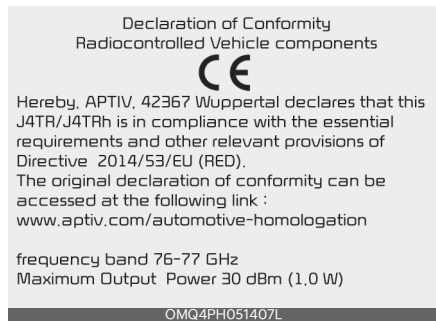 Declaration of Conformity
Radiocontrolled Vehicle components
CE
Hereby, APTIV, 42367 Wuppertal declares that this
J4TR/J4TRh is in compliance with the essential
requirements and other relevant provisions of
Directive 2014/53/EU (RED).
The original declaration of conformity can be
accessed at the following link :
www.aptiv.com/automotive-homologation
frequency band 76-77 GHz
Maximum Output Power 30 dBm (1,0 W)
OMQ4PH051407L